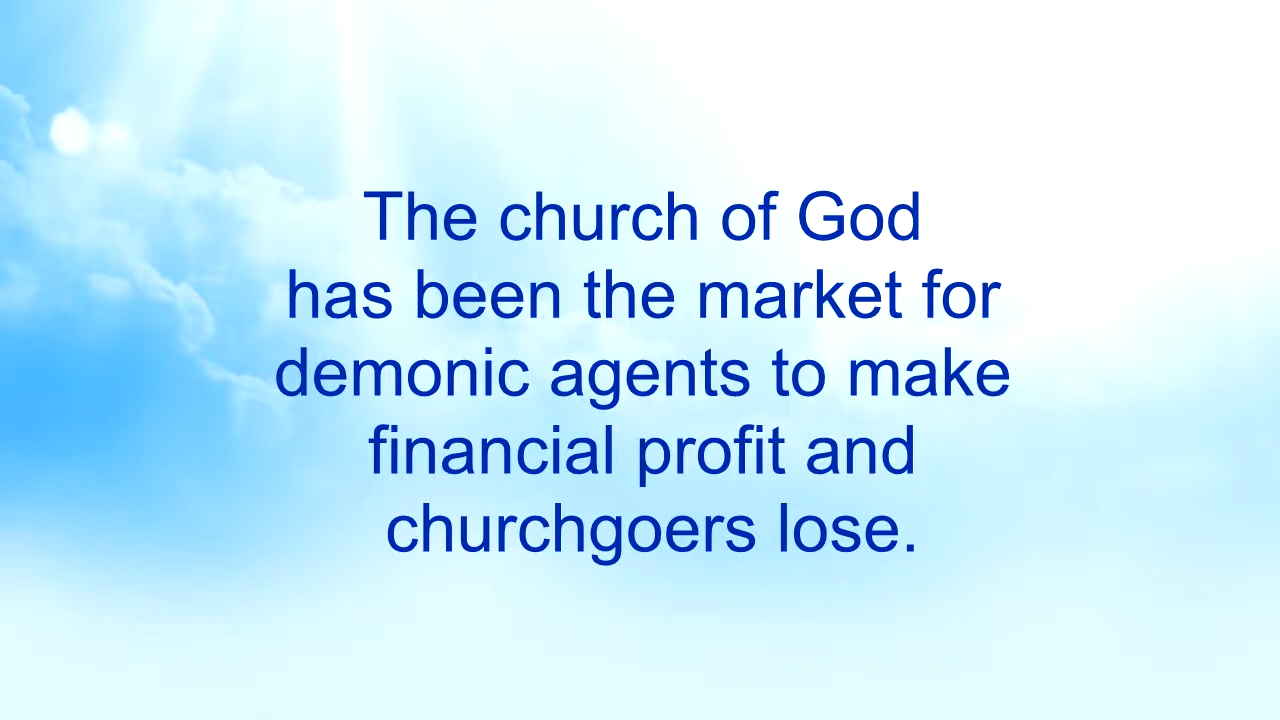 The church of God
has been the market for
demonic agents to make
financial profit and
churchgoers lose.